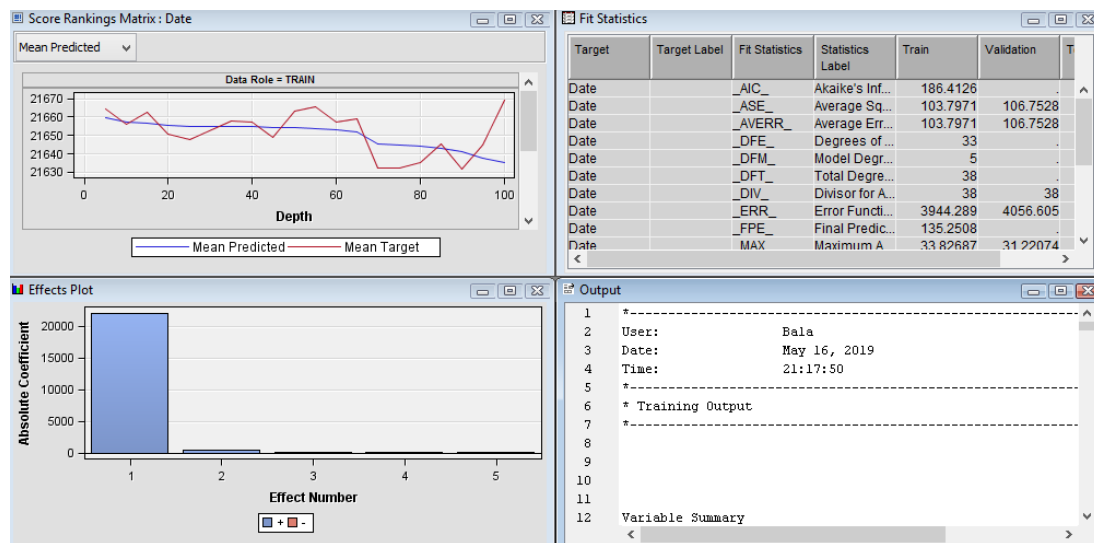 Score Rankings Matrix : Date
Mean Predicted
Data Role = TRAIN
21670
21660
21650
21640
21630
0 20 40 60 80 100
Depth
Mean Predicted Mean Target
Fit Statistics
Target Target Label Fit Statistics Statistics Label Train Validation T
Date _AIC_ Akaike's Inf... 186.4126 .
Date _ASE_ Average Sq... 103.7971 106.7528
Date _AVERR_ Average Err... 103.7971 106.7528
Date _DFE_ Degrees of ... 33 .
Date _DFM_ Model Degr... 5 .
Date _DFT_ Total Degre... 38 .
Date _DIV_ Divisor for A... 38 38
Date _ERR_ Error Functi... 3944.289 4056.605
Date _FPE_ Final Predic... 135.2508 .
Date _MAX_ Maximum A... 33.82687 31.22074
Effects Plot
Absolute Coefficient
20000
15000
10000
5000
0
1 2 3 4 5
Effect Number
+ -
Output
1 *------------------------------------------------------------
2 User: Bala
3 Date: May 16, 2019
4 Time: 21:17:50
5 *------------------------------------------------------------
6 * Training Output
7 *------------------------------------------------------------
8
9
10
11
12 Variable Summary